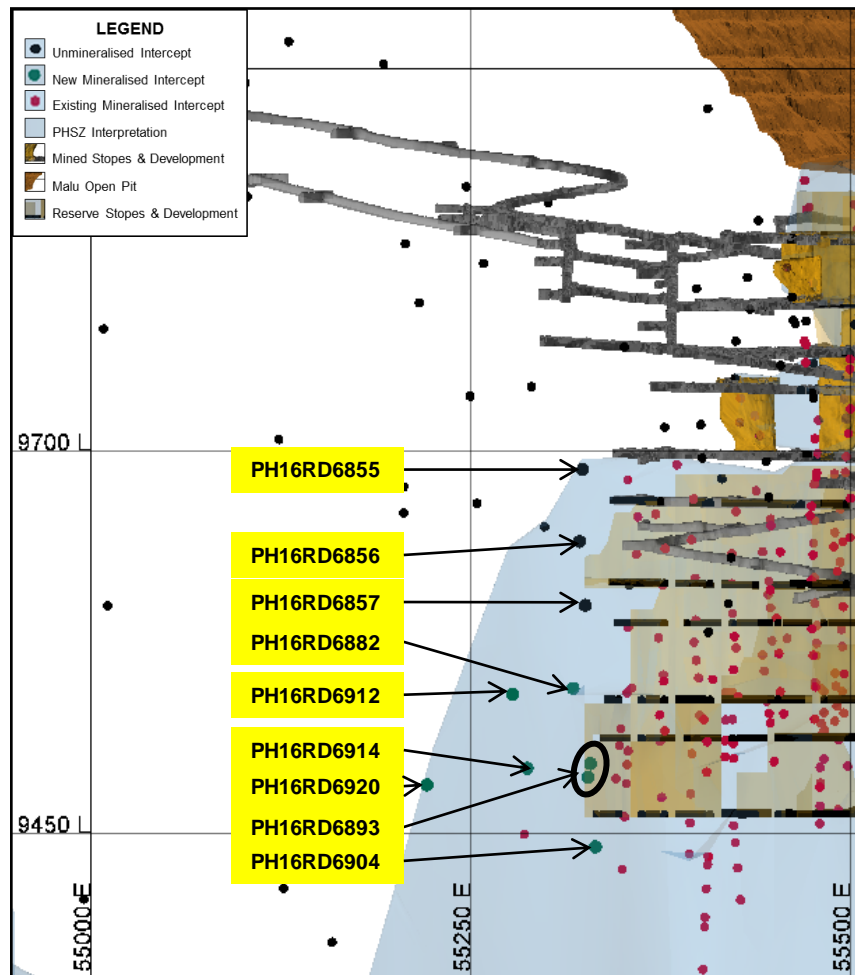 LEGEND
Unmineralised Intercept
New Mineralised Intercept
Existing Mineralised Intercept
PHSZ Interpretation
Mined Stopes & Development
Malu Open Pit
Reserve Stopes & Development
9700 L
PH16RD6855
PH16RD6856
PH16RD6857
PH16RD6882
PH16RD6912
PH16RD6914
PH16RD6920
PH16RD6893
PH16RD6904
9450 L
55000 E
55250 E
55500 E